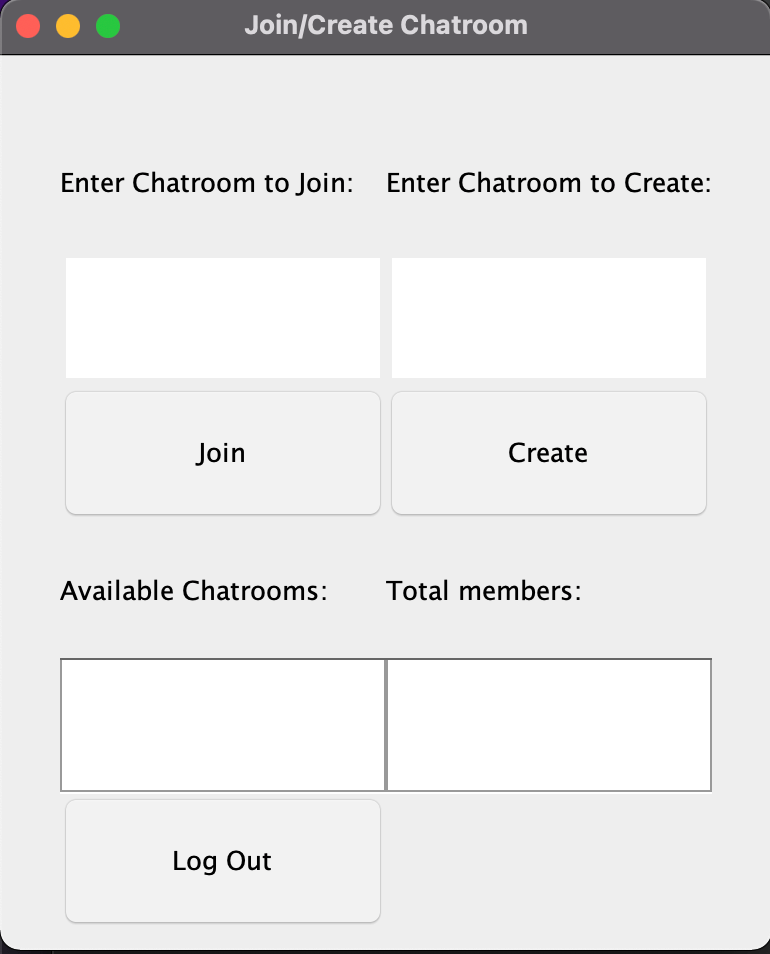 Join/Create Chatroom
Enter Chatroom to Join: Enter Chatroom to Create:
Join Create
Available Chatrooms: Total members:
Log Out